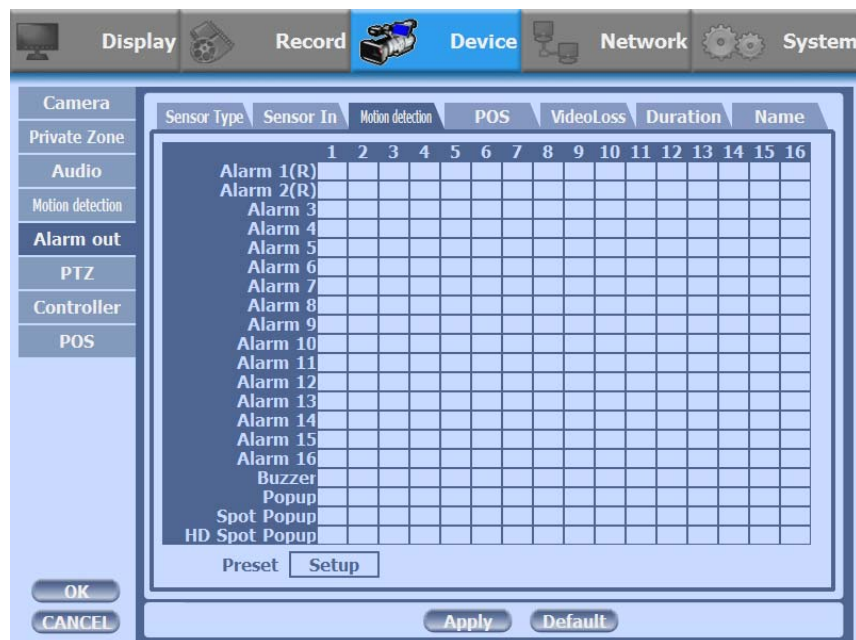 Display Record Device Network System
Camera
Private Zone
Audio
Motion detection
Alarm out
PTZ
Controller
POS
OK
CANCEL
Sensor Type Sensor In Motion detection POS VideoLoss Duration Name
1 2 3 4 5 6 7 8 9 10 11 12 13 14 15 16
Alarm 1(R)
Alarm 2(R)
Alarm 3
Alarm 4
Alarm 5
Alarm 6
Alarm 7
Alarm 8
Alarm 9
Alarm 10
Alarm 11
Alarm 12
Alarm 13
Alarm 14
Alarm 15
Alarm 16
Buzzer
Popup
Spot Popup
HD Spot Popup
Preset Setup
Apply Default